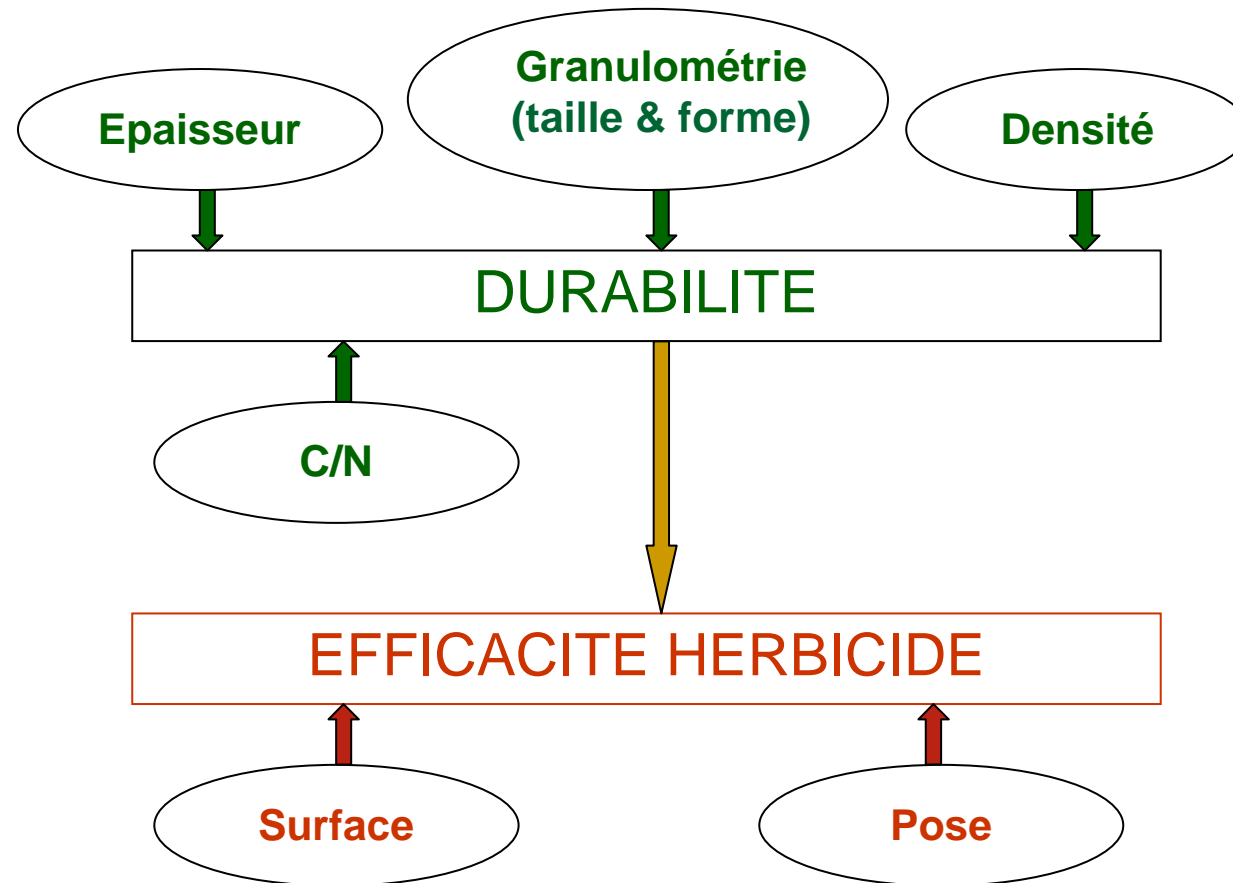 Granulométrie
(taille & forme)
Epaisseur
Densité
DURABILITE
C/N
EFFICACITE HERBICIDE
Surface
Pose